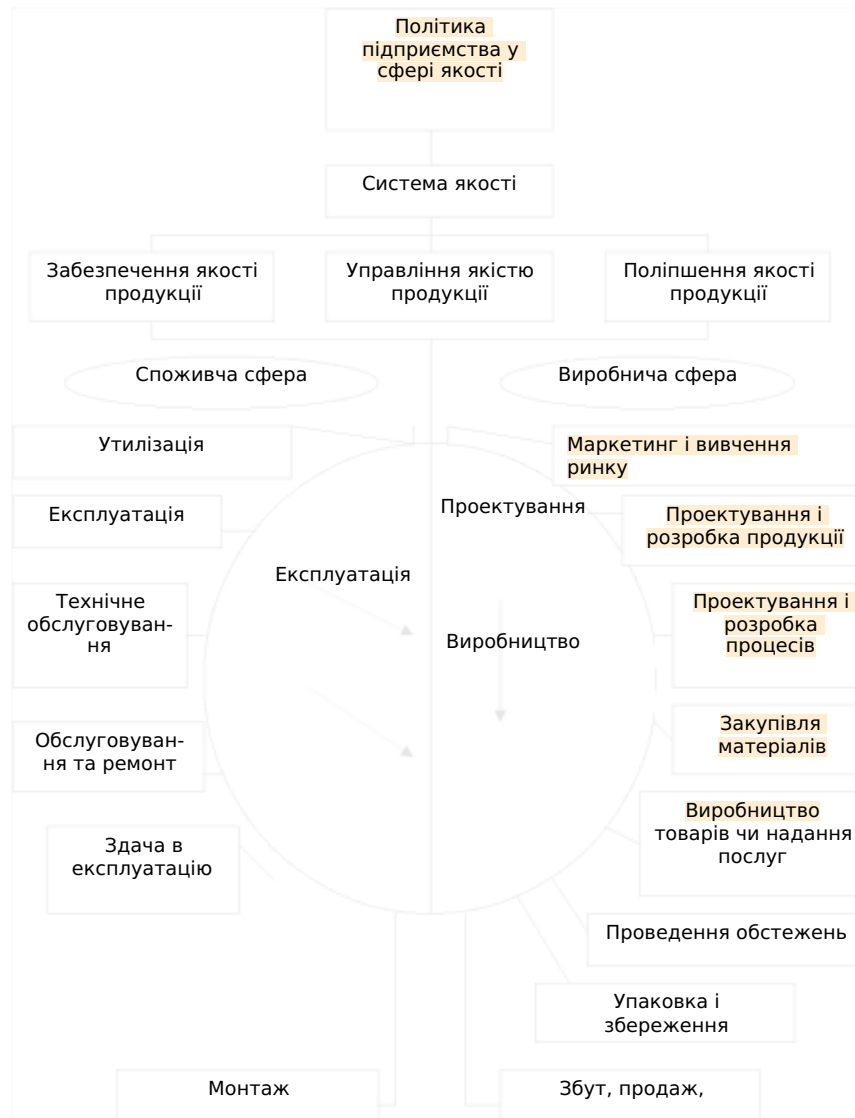 Політика
підприємства у
сфері якості
Система якості
Забезпечення якості
продукції
Управління якістю
продукції
Поліпшення якості
продукції
Споживча сфера
Виробнича сфера
Утилізація
Маркетинг і вивчення
ринку
Експлуатація
Проектування
Проектування і
розробка продукції
Експлуатація
Технічне
обслуговуван-
ня
Виробництво
Проектування і
розробка
процесів
Обслуговуван-
ня та ремонт
Закупівля
матеріалів
Виробництво
товарів чи надання
послуг
Здача в
експлуатацію
Проведення обстежень
Упаковка і
збереження
Монтаж
Збут, продаж,